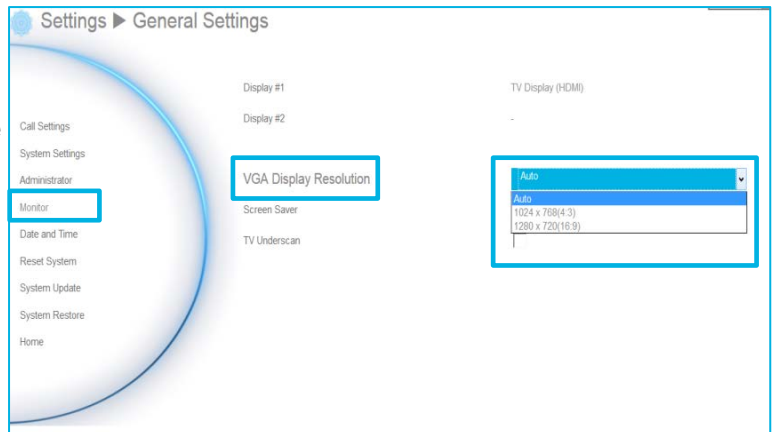 Settings ▶ General Settings
Call Settings
System Settings
Administrator
Monitor
Date and Time
Reset System
System Update
System Restore
Home
Display #1 TV Display (HDMI)
Display #2 -
VGA Display Resolution Auto
Auto
1024 x 768(4:3)
1280 x 720(16:9)
Screen Saver
TV Underscan